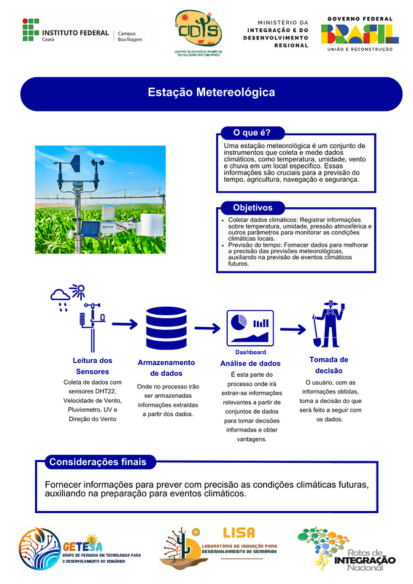 INSTITUTO FEDERAL
Ceará
Campus
Boa Viagem
CIDTS
MINISTÉRIO DA
INTEGRAÇÃO E DO
DESENVOLVIMENTO
REGIONAL
GOVERNO FEDERAL
BRASIL
UNIÃO E RECONSTRUÇÃO
Estação Metereológica
O que é?
Uma estação meteorológica é um conjunto de
instrumentos que coleta e mede dados
climáticos, como temperatura, umidade, vento
e chuva em um local específico. Essas
informações são cruciais para a previsão do
tempo, agricultura, navegação e segurança.
Objetivos
• Coletar dados climáticos: Registrar informações
sobre temperatura, umidade, pressão atmosférica e
outros parâmetros para monitorar as condições
climáticas locais.
• Previsão do tempo: Fornecer dados para melhorar
a precisão das previsões meteorológicas,
auxiliando na previsão de eventos climáticos
futuros.
Leitura dos
Sensores
Coleta de dados com
sensores DHT22,
Velocidade de Vento,
Pluviometro, UV e
Direção do Vento
Armazenamento
de dados
Onde no processo irão
ser armazenadas
informações extraídas
a partir dos dados.
Dashboard
Análise de dados
É esta parte do
processo onde irá
extrair-se informações
relevantes a partir de
conjuntos de dados
para tomar decisões
informadas e obter
vantagens.
Tomada de
decisão
O usuário, com as
informações obtidas,
toma a decisão do que
será feito a seguir com
os dados.
Considerações finais
Fornecer informações para prever com precisão as condições climáticas futuras,
auxiliando na preparação para eventos climáticos.
GETESA
GRUPO DE PESQUISA EM TECNOLOGIAS PARA
O DESENVOLVIMENTO DO SEMIÁRIDO
LISA
LABORATÓRIO DE INOVAÇÃO PARA
DESENVOLVIMENTO DO SEMIÁRIDO
Rotas de
INTEGRAÇÃO
Nacional